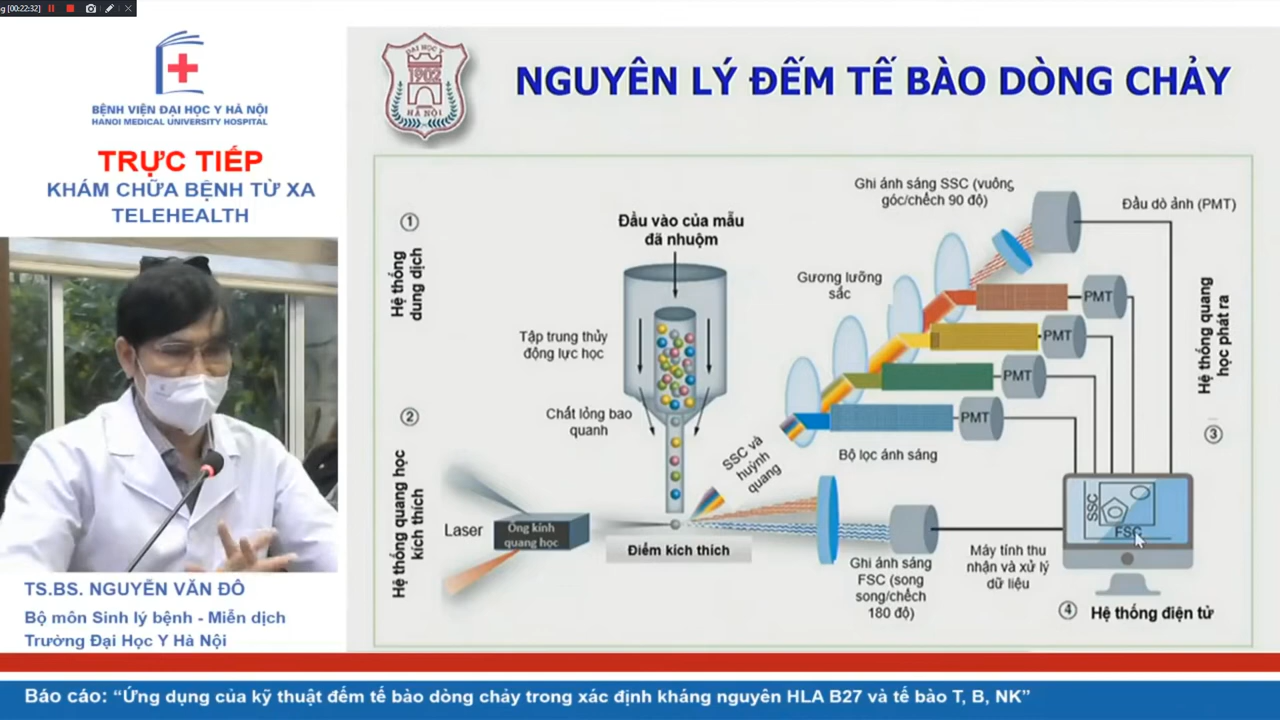 g [00:22:32]
BỆNH VIỆN ĐẠI HỌC Y HÀ NỘI
HANOI MEDICAL UNIVERSITY HOSPITAL
TRỰC TIẾP
KHÁM CHỮA BỆNH TỪ XA
TELEHEALTH
TS.BS. NGUYỄN VĂN ĐÔ
Bộ môn Sinh lý bệnh - Miễn dịch
Trường Đại Học Y Hà Nội
ĐẠI HỌC Y
1902
HÀ NỘI
NGUYÊN LÝ ĐẾM TẾ BÀO DÒNG CHẢY
1
Hệ thống
dung dịch
Đầu vào của mẫu
đã nhuộm
Tập trung thủy
động lực học
Chất lỏng bao
quanh
Ghi ánh sáng SSC (vuông
góc/chếch 90 độ)
Đầu dò ảnh (PMT)
Gương lưỡng
sắc
PMT
PMT
PMT
PMT
Bộ lọc ánh sáng
Hệ thống quang
học phát ra
3
2
Hệ thống quang học
kích thích
Laser
Ống kính
quang học
SSC và
huỳnh
quang
Điểm kích thích
Ghi ánh sáng
FSC (song
song/chếch
180 độ)
Máy tính thu
nhận và xử lý
dữ liệu
SSC
FSC
4 Hệ thống điện tử
Báo cáo: “Ứng dụng của kỹ thuật đếm tế bào dòng chảy trong xác định kháng nguyên HLA B27 và tế bào T, B, NK”